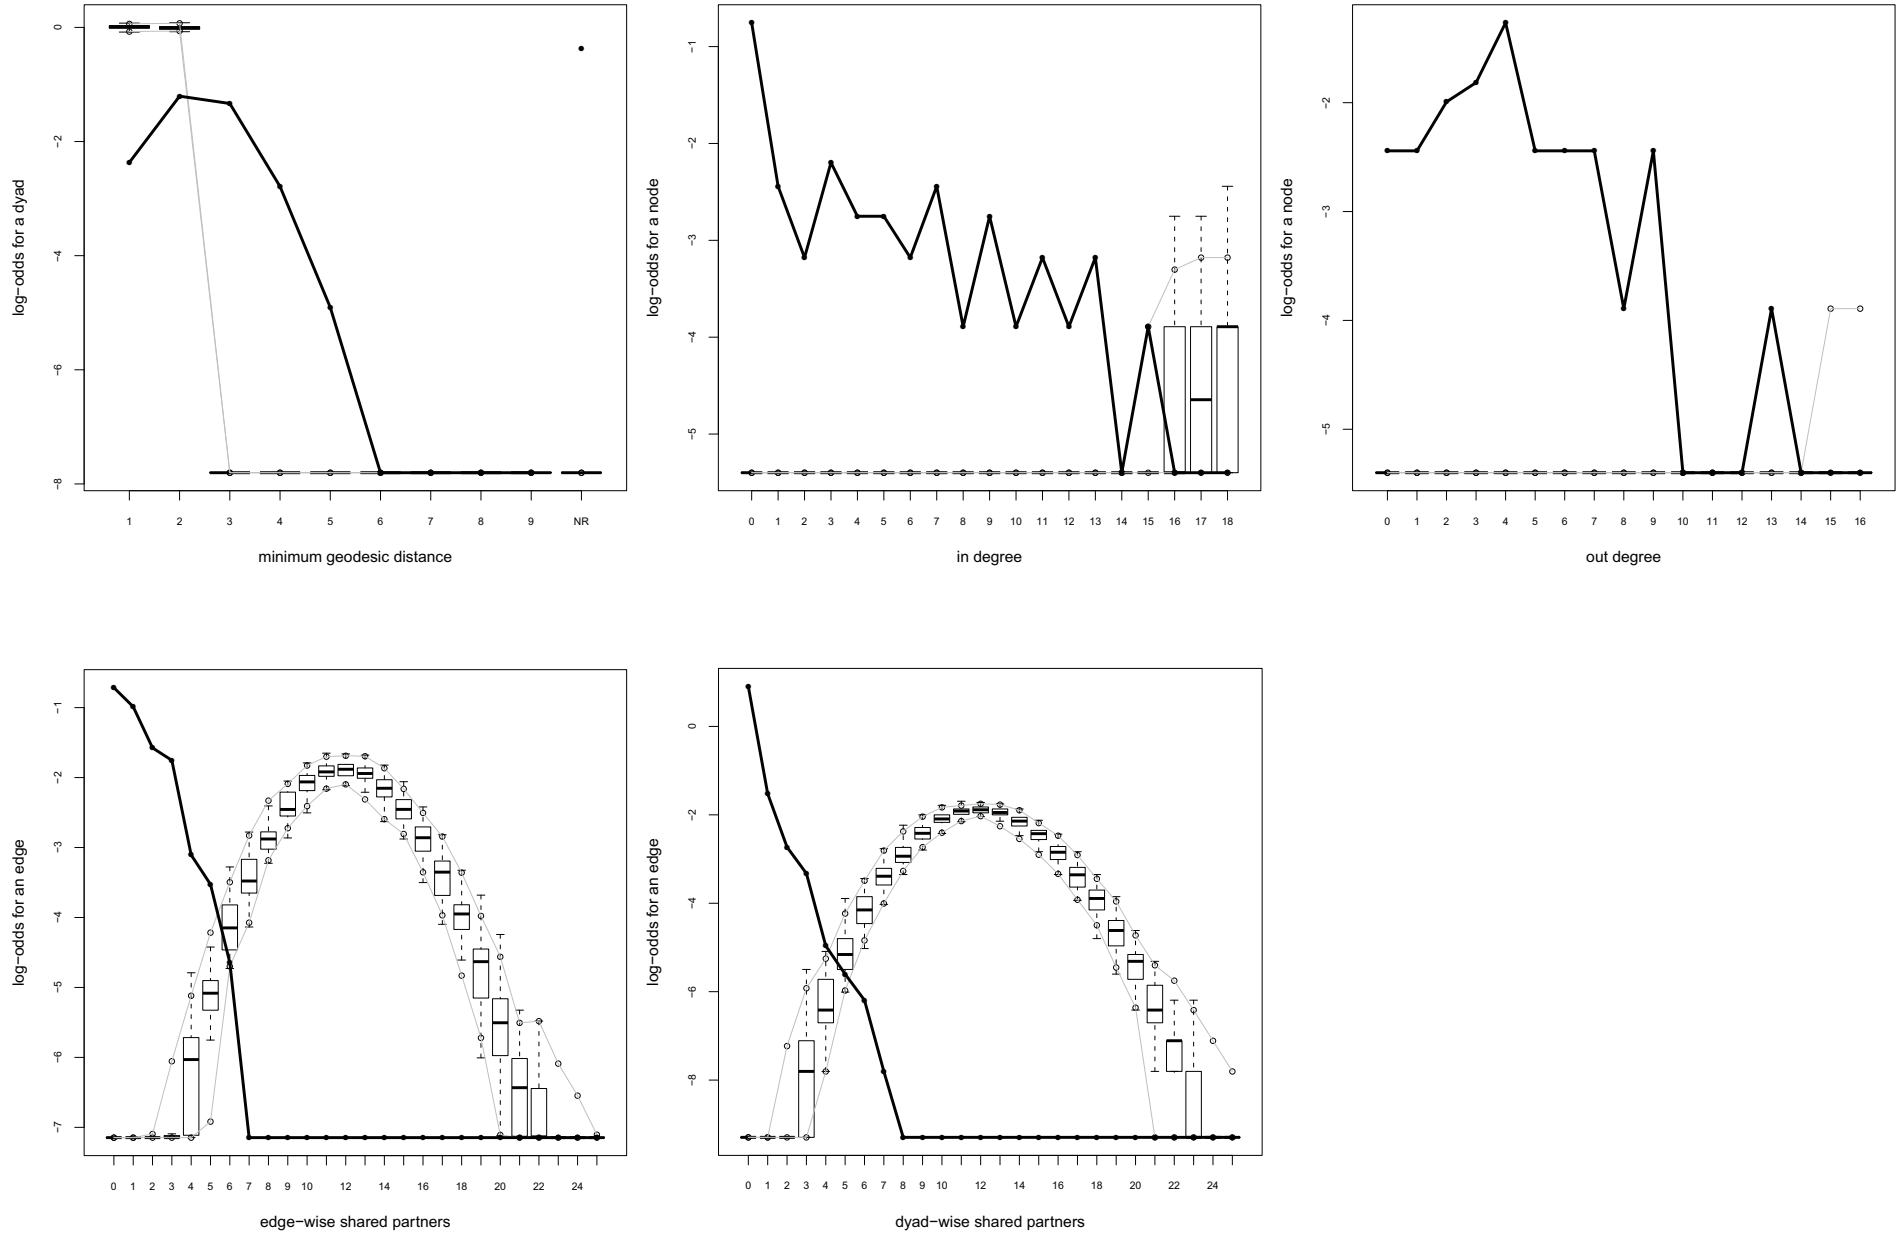 0
-2
-4
-6
-8
log-odds for a dyad
1 2 3 4 5 6 7 8 9 NR
minimum geodesic distance
-1
-2
-3
-4
-5
log-odds for a node
0 1 2 3 4 5 6 7 8 9 10 11 12 13 14 15 16 17 18
in degree
-2
-3
-4
-5
log-odds for a node
0 1 2 3 4 5 6 7 8 9 10 11 12 13 14 15 16
out degree
-1
-2
-3
-4
-5
-6
-7
log-odds for an edge
0 1 2 3 4 5 6 7 8 9 10 12 14 16 18 20 22 24
edge-wise shared partners
0
-2
-4
-6
-8
log-odds for an edge
0 1 2 3 4 5 6 7 8 9 10 12 14 16 18 20 22 24
dyad-wise shared partners